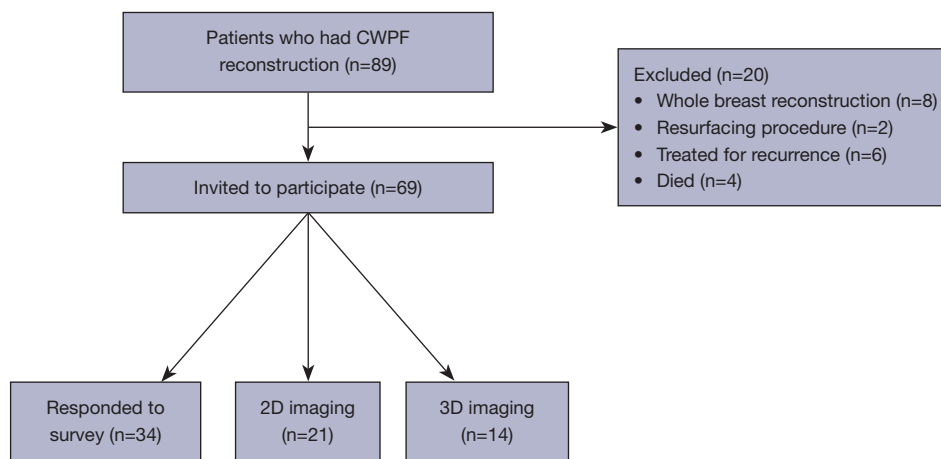 Patients who had CWPF
reconstruction (n=89)
Excluded (n=20)
• Whole breast reconstruction (n=8)
• Resurfacing procedure (n=2)
• Treated for recurrence (n=6)
• Died (n=4)
Invited to participate (n=69)
Responded to
survey (n=34)
2D imaging
(n=21)
3D imaging
(n=14)